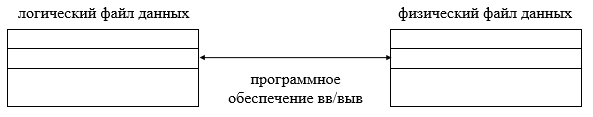 логический файл данных
физический файл данных
программное
обеспечение вв/выв